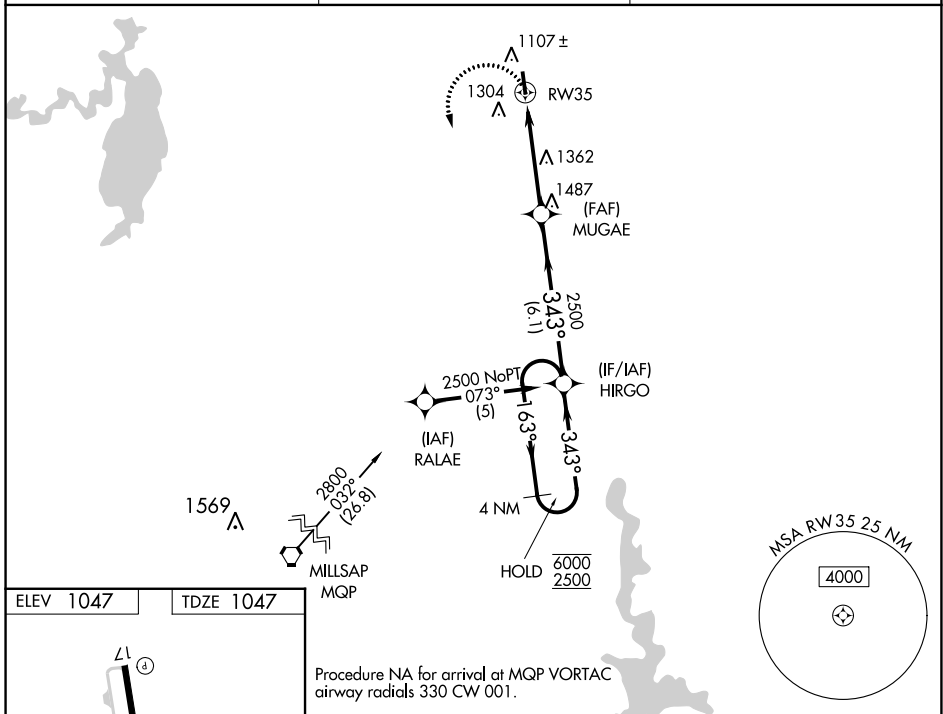 1107 ±
1304
RW35
1362
1487
(FAF)
MUGAE
2500
343°
(6.1)
(IF/IAF)
HIRGO
2500 NoPT
073°
(5)
163°
343°
(IAF)
RALAE
2800
032°
(26.8)
1569
4 NM
MILLSAP
MQP
HOLD
6000
2500
MSA RW35 25 NM
4000
ELEV 1047
TDZE 1047
17
P
Procedure NA for arrival at MQP VORTAC
airway radials 330 CW 001.